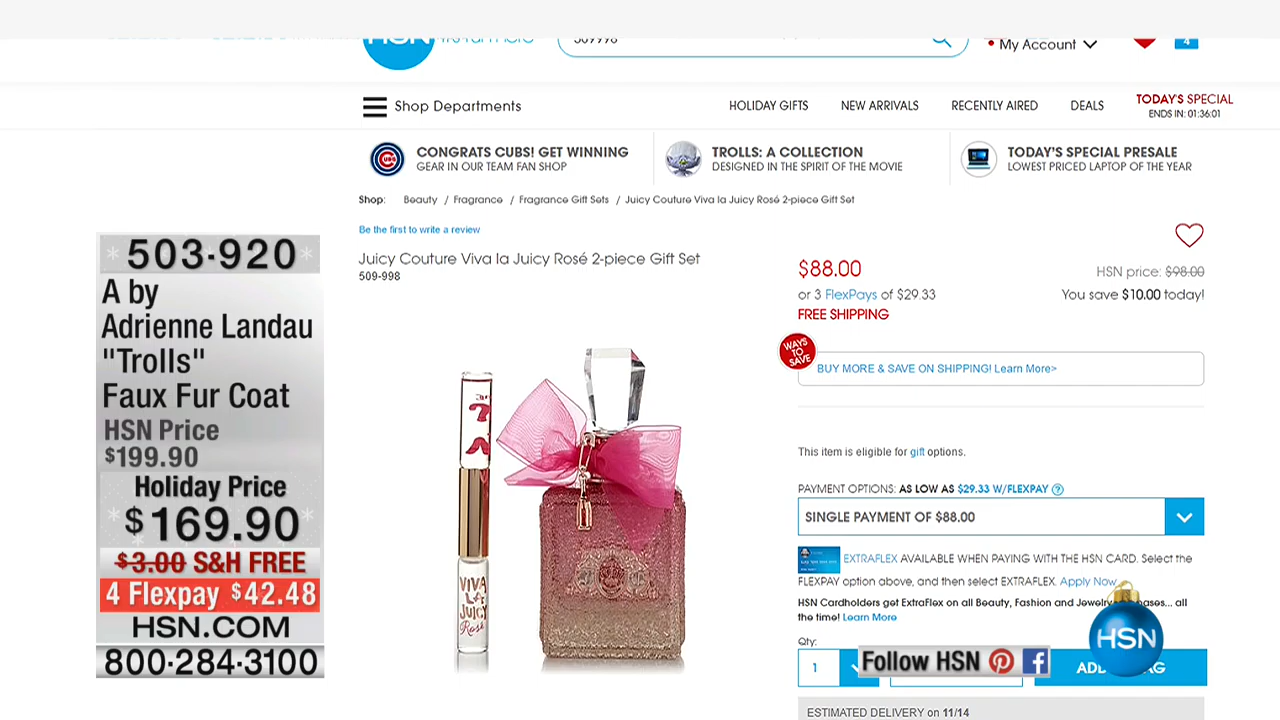 HSN
509998
My Account
4
Shop Departments
HOLIDAY GIFTS
NEW ARRIVALS
RECENTLY AIRED
DEALS
TODAY'S SPECIAL
ENDS IN: 01:36:01
CONGRATS CUBS! GET WINNING
GEAR IN OUR TEAM FAN SHOP
TROLLS: A COLLECTION
DESIGNED IN THE SPIRIT OF THE MOVIE
TODAY'S SPECIAL PRESALE
LOWEST PRICED LAPTOP OF THE YEAR
CUBS
Shop: Beauty / Fragrance / Fragrance Gift Sets / Juicy Couture Viva la Juicy Rosé 2-piece Gift Set
Be the first to write a review
Juicy Couture Viva la Juicy Rosé 2-piece Gift Set
509-998
503-920
A by
Adrienne Landau
"Trolls"
Faux Fur Coat
HSN Price
$199.90
Holiday Price
$169.90
$3.00 S&H FREE
4 Flexpay $42.48
HSN.COM
800-284-3100
VIVA
LA
JUICY
Rosé
$88.00
HSN price: $98.00
or 3 FlexPays of $29.33
You save $10.00 today!
FREE SHIPPING
WAYS
TO
SAVE
BUY MORE & SAVE ON SHIPPING! Learn More>
This item is eligible for gift options.
PAYMENT OPTIONS: AS LOW AS $29.33 W/FLEXPAY ?
SINGLE PAYMENT OF $88.00
EXTRAFLEX AVAILABLE WHEN PAYING WITH THE HSN CARD. Select the
FLEXPAY option above, and then select EXTRAFLEX. Apply Now
HSN Cardholders get ExtraFlex on all Beauty, Fashion and Jewelry all
the time! Learn More
Qty:
1
HSN
Follow HSN
ESTIMATED DELIVERY on 11/14